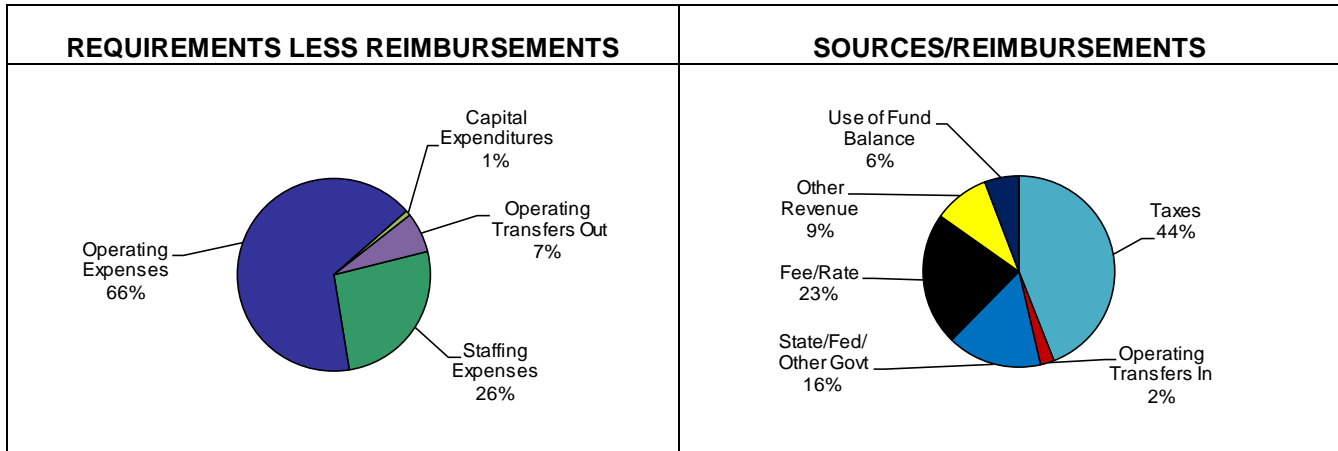 REQUIREMENTS LESS REIMBURSEMENTS
Capital
Expenditures
1%
Operating
Transfers Out
7%
Operating
Expenses
66%
Staffing
Expenses
26%
SOURCES/REIMBURSEMENTS
Use of Fund
Balance
6%
Other
Revenue
9%
Taxes
44%
Fee/Rate
23%
State/Fed/
Other Govt
16%
Operating
Transfers In
2%